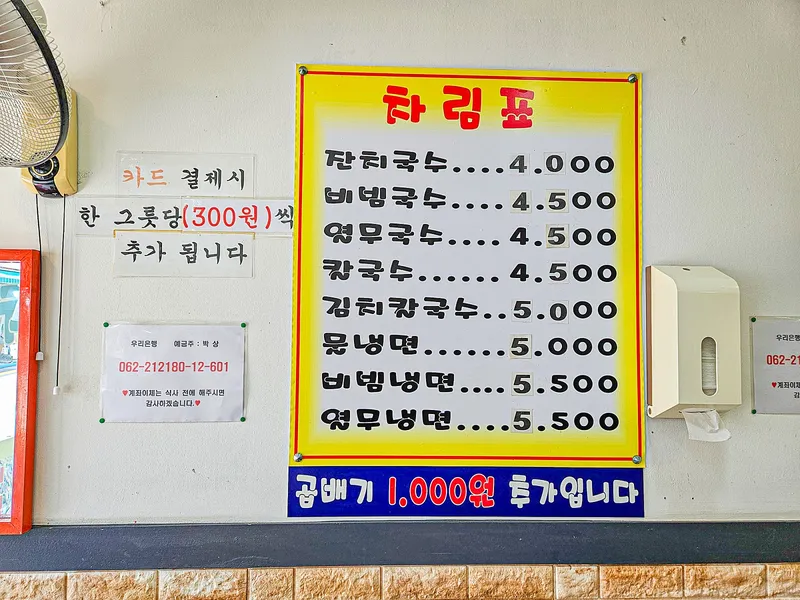 카드 결제시
한 그릇당(300원)씩
추가 됩니다
우리은행 예금주 : 박 상
062-212180-12-601
♥계좌이체는 식사 전에 해주시면
감사하겠습니다.♥
차림표
잔치국수....4.000
비빔국수....4.500
열무국수....4.500
칼국수......4.500
김치칼국수..5.000
물냉면......5.000
비빔냉면....5.500
열무냉면....5.500
곱배기 1.000원 추가입니다
062-21
♥계좌이
감